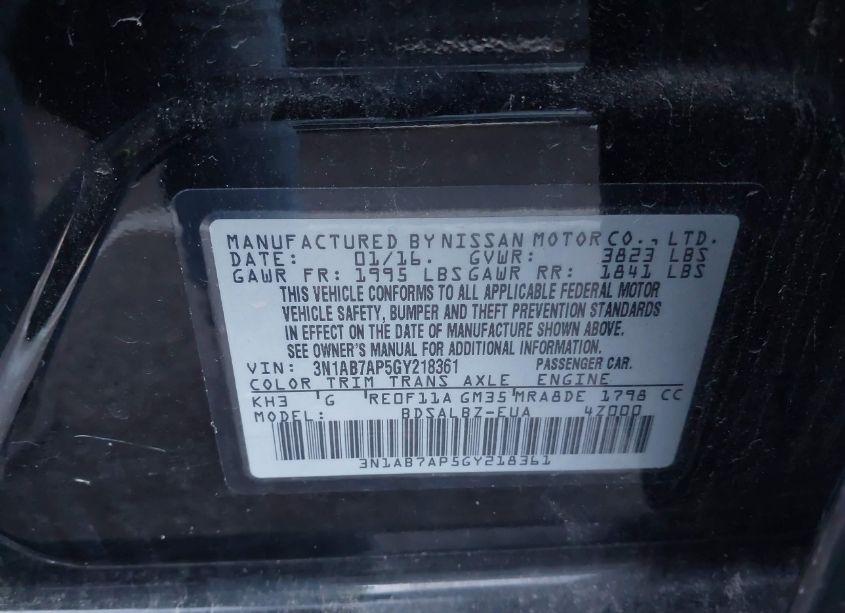 MANUFACTURED BY NISSAN MOTOR CO., LTD.
DATE: 01/16. GVWR: 3823 LBS
GAWR FR: 1995 LBS GAWR RR: 1841 LBS
THIS VEHICLE CONFORMS TO ALL APPLICABLE FEDERAL MOTOR
VEHICLE SAFETY, BUMPER AND THEFT PREVENTION STANDARDS
IN EFFECT ON THE DATE OF MANUFACTURE SHOWN ABOVE.
SEE OWNER'S MANUAL FOR ADDITIONAL INFORMATION.
VIN: 3N1AB7AP5GY218361 PASSENGER CAR.
COLOR TRIM TRANS AXLE ENGINE
KH3 G RE0F11A GM35 MRA8DE 1798 CC
MODEL: BDSALBZ-EUA 4Z000
3N1AB7AP5GY218361